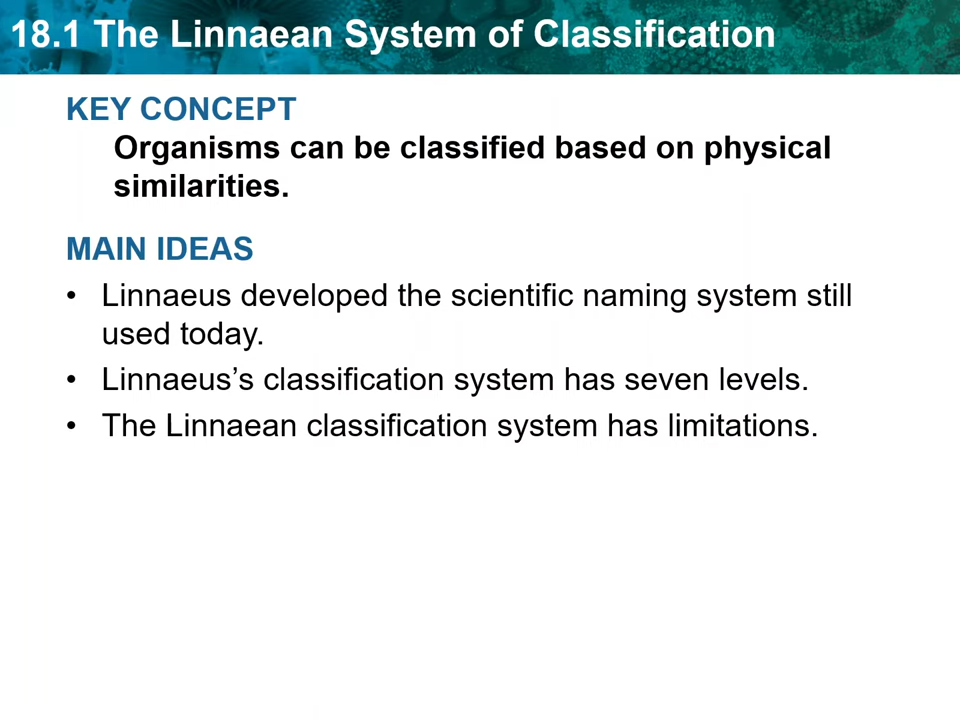 18.1 The Linnaean System of Classification
KEY CONCEPT
Organisms can be classified based on physical
similarities.
MAIN IDEAS
• Linnaeus developed the scientific naming system still
used today.
• Linnaeus’s classification system has seven levels.
• The Linnaean classification system has limitations.